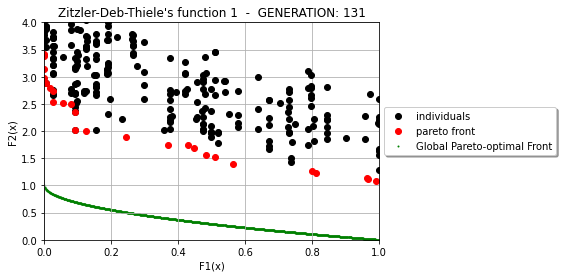 Zitzler-Deb-Thiele's function 1 - GENERATION: 131
4.0
3.5
3.0
2.5
2.0
1.5
1.0
0.5
0.0
F2(x)
0.0 0.2 0.4 0.6 0.8 1.0
F1(x)
individuals
pareto front
Global Pareto-optimal Front